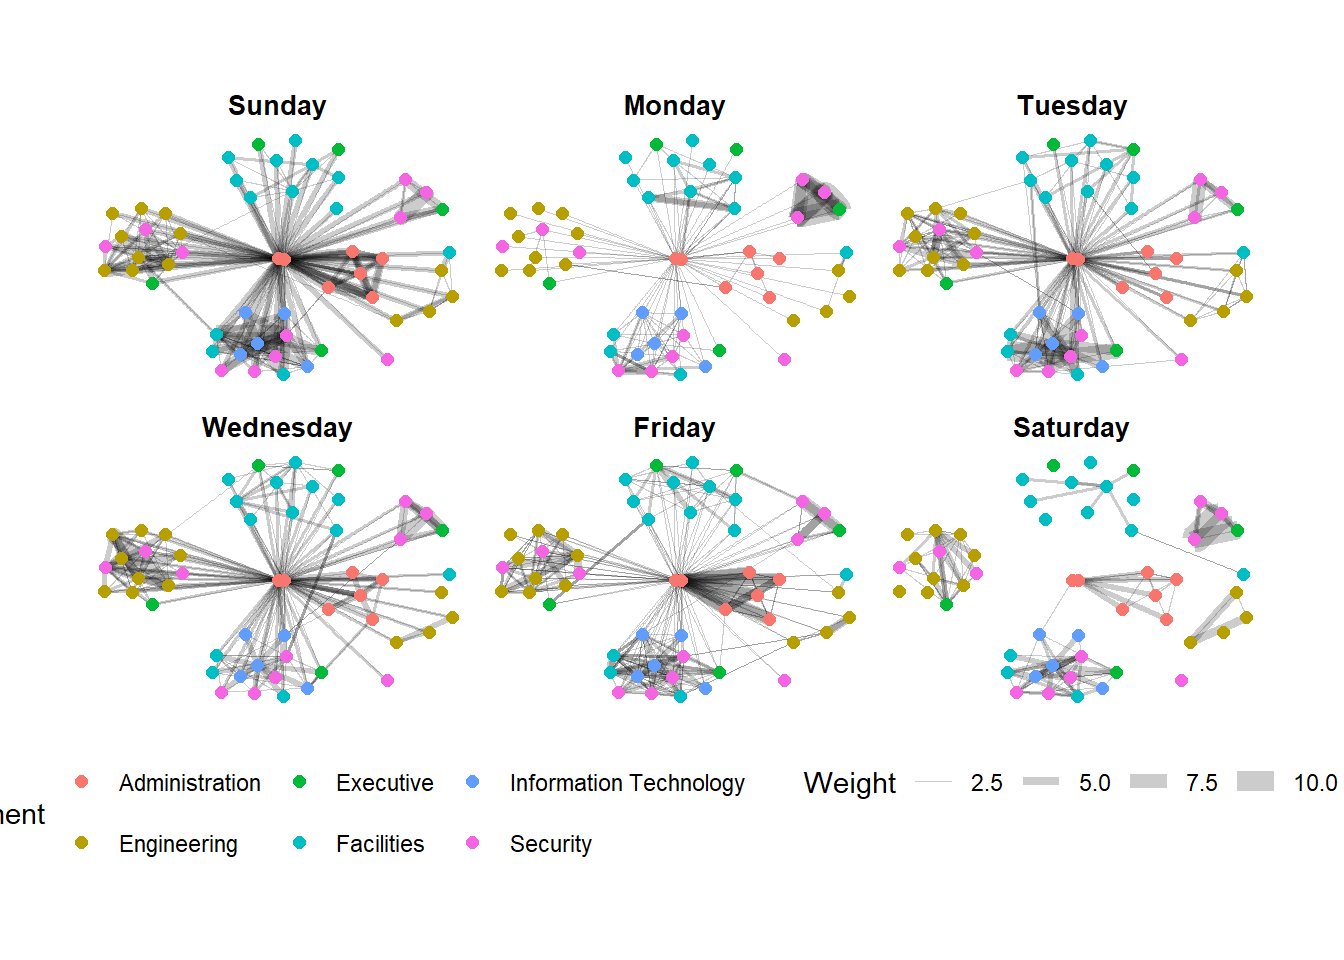 Sunday
Monday
Tuesday
Wednesday
Friday
Saturday
Administration Executive Information Technology Weight 2.5 5.0 7.5 10.0
Engineering Facilities Security